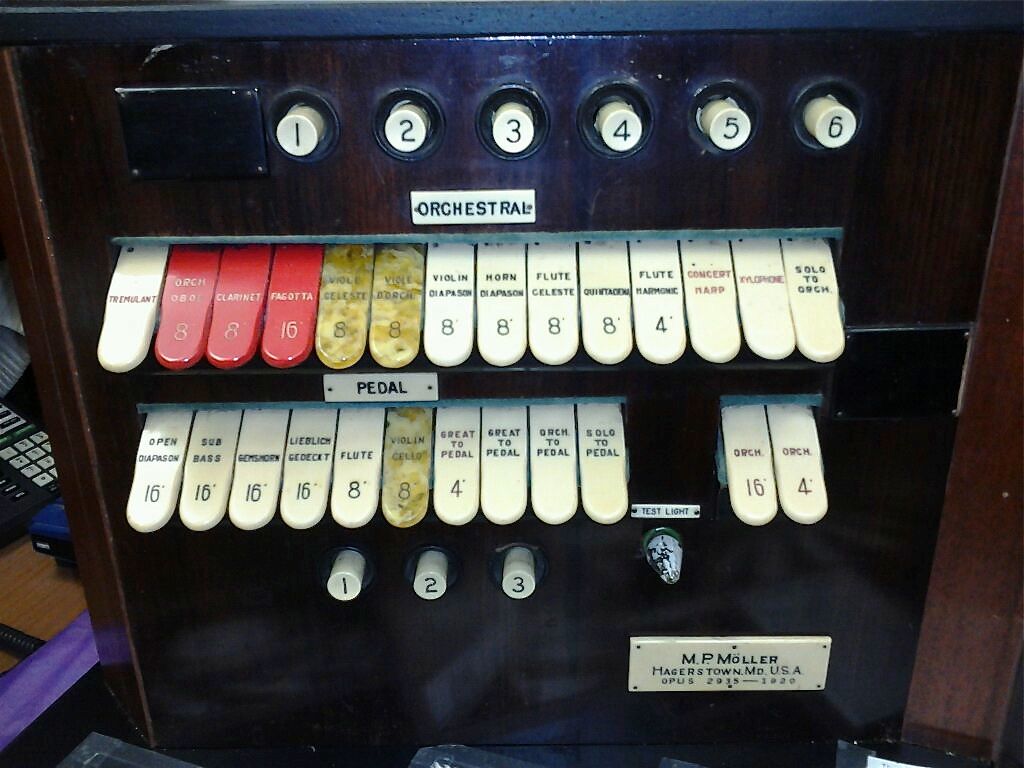 1 2 3 4 5 6
ORCHESTRAL
TREMULANT
ORCH.
OBOE
8'
CLARINET
8'
FAGOTTA
16'
VIOLE
CELESTE
8'
VIOLE
D'ORCH.
8'
VIOLIN
DIAPASON
8'
HORN
DIAPASON
8'
FLUTE
CELESTE
8'
QUINTADENA
8'
FLUTE
HARMONIC
4'
CONCERT
HARP
XYLOPHONE
SOLO
TO
ORCH.
PEDAL
OPEN
DIAPASON
16'
SUB
BASS
16'
GEMSHORN
16'
LIEBLICH
GEDECKT
16'
FLUTE
8'
VIOLIN
CELLO
8'
GREAT
TO
PEDAL
4'
GREAT
TO
PEDAL
ORCH.
TO
PEDAL
SOLO
TO
PEDAL
ORCH.
16'
ORCH.
4'
TEST LIGHT
1 2 3
M.P. MÖLLER
HAGERSTOWN, MD. U.S.A.
OPUS 2935—1920